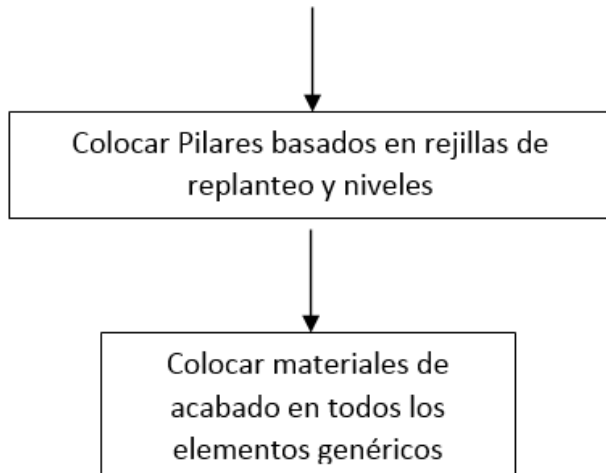 Colocar Pilares basados en rejillas de
replanteo y niveles
Colocar materiales de
acabado en todos los
elementos genéricos